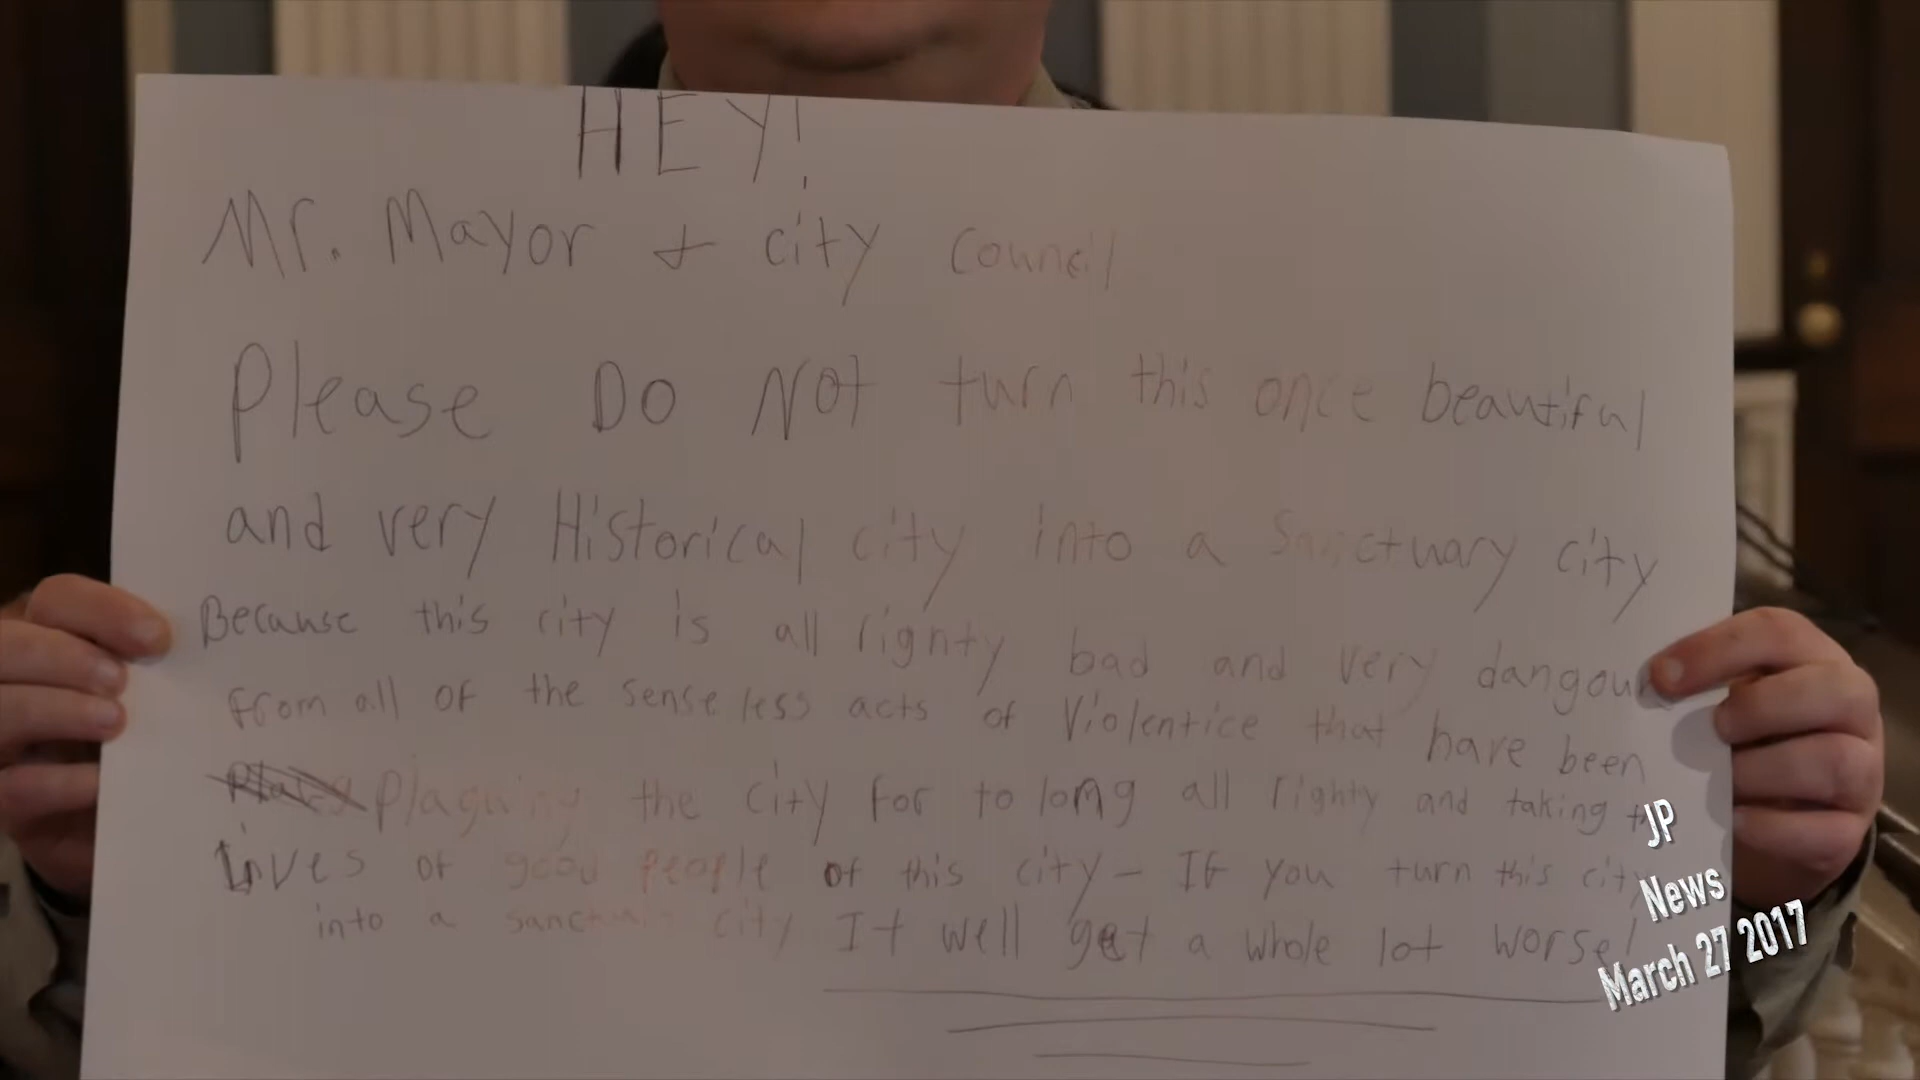 HEY!
Mr. Mayor + city council
Please Do Not turn this once beautiful
and very Historical city into a Sanctuary city
Because this city is all righty bad and very dangour
from all of the senseless acts of Violentice that have been
plaguing the city for to long all righty and taking th
Lives of good people of this city - If you turn this city
into a sanctuary city It well get a whole lot worse!
JP
News
March 27 2017